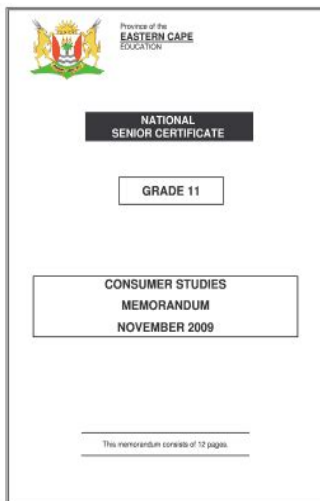 Province of the
EASTERN CAPE
EDUCATION
NATIONAL
SENIOR CERTIFICATE
GRADE 11
CONSUMER STUDIES
MEMORANDUM
NOVEMBER 2009
This memorandum consists of 12 pages.